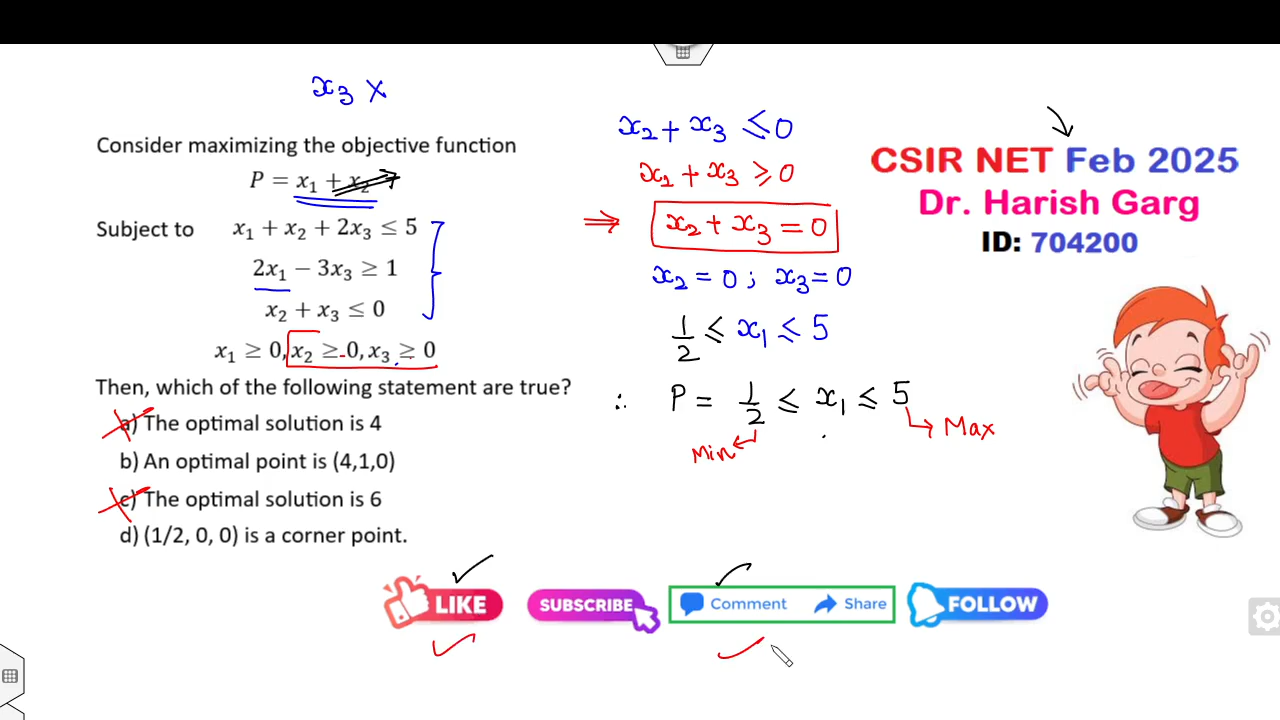 x₃ ×
Consider maximizing the objective function
P = x₁ + x₂
Subject to
x₁ + x₂ + 2x₃ ≤ 5
2x₁ − 3x₃ ≥ 1
x₂ + x₃ ≤ 0
x₁ ≥ 0, x₂ ≥ 0, x₃ ≥ 0
Then, which of the following statement are true?
a) The optimal solution is 4
b) An optimal point is (4,1,0)
c) The optimal solution is 6
d) (1/2, 0, 0) is a corner point.
x₂ + x₃ ≤ 0
x₂ + x₃ ≥ 0
⇒ x₂ + x₃ = 0
x₂ = 0 ; x₃ = 0
1/2 ≤ x₁ ≤ 5
∴ P = 1/2 ≤ x₁ ≤ 5
Min
Max
CSIR NET Feb 2025
Dr. Harish Garg
ID: 704200
LIKE
SUBSCRIBE
Comment
Share
FOLLOW